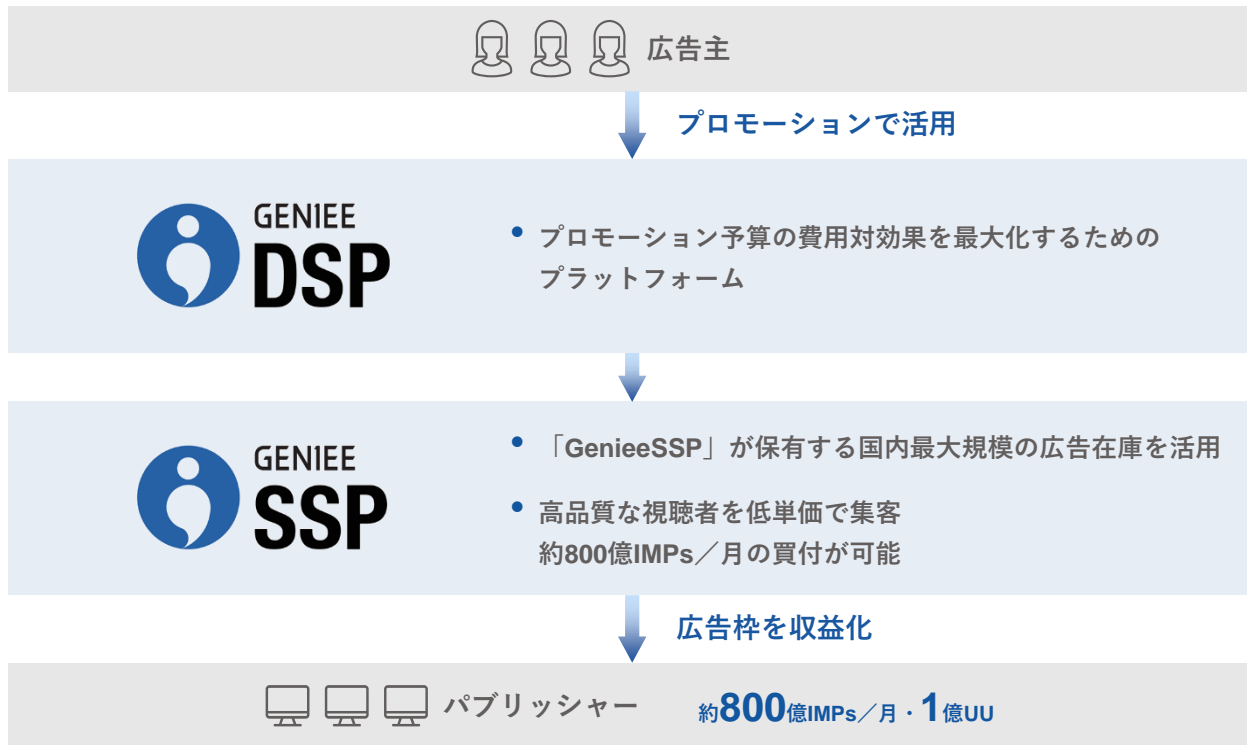 広告主
プロモーションで活用
GENIEE
DSP
• プロモーション予算の費用対効果を最大化するための
プラットフォーム
GENIEE
SSP
• 「GenieeSSP」が保有する国内最大規模の広告在庫を活用
• 高品質な視聴者を低単価で集客
約800億IMPs／月の買付が可能
広告枠を収益化
パブリッシャー 約800億IMPs／月・1億UU